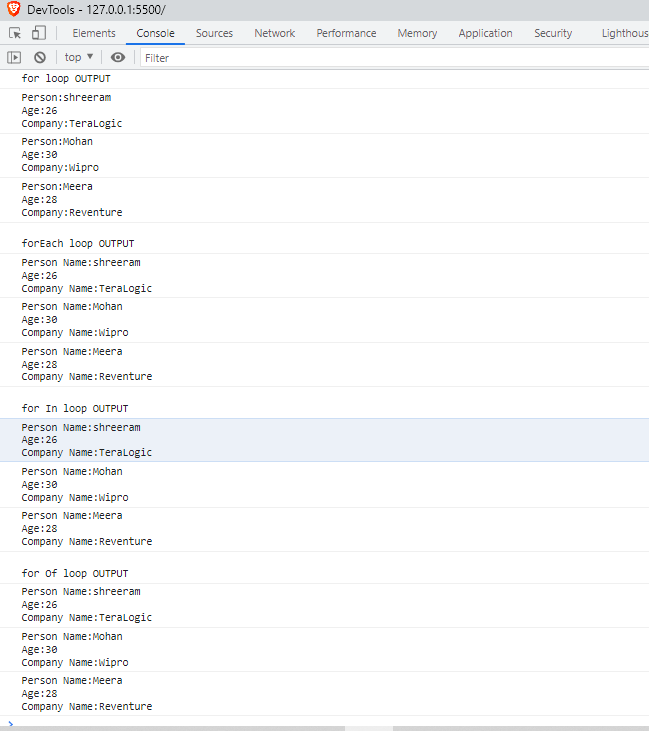 DevTools - 127.0.0.1:5500/
Elements Console Sources Network Performance Memory Application Security Lighthous
top ▼ Filter
for loop OUTPUT
Person:shreeram
Age:26
Company:TeraLogic
Person:Mohan
Age:30
Company:Wipro
Person:Meera
Age:28
Company:Reventure
forEach loop OUTPUT
Person Name:shreeram
Age:26
Company Name:TeraLogic
Person Name:Mohan
Age:30
Company Name:Wipro
Person Name:Meera
Age:28
Company Name:Reventure
for In loop OUTPUT
Person Name:shreeram
Age:26
Company Name:TeraLogic
Person Name:Mohan
Age:30
Company Name:Wipro
Person Name:Meera
Age:28
Company Name:Reventure
for Of loop OUTPUT
Person Name:shreeram
Age:26
Company Name:TeraLogic
Person Name:Mohan
Age:30
Company Name:Wipro
Person Name:Meera
Age:28
Company Name:Reventure
>